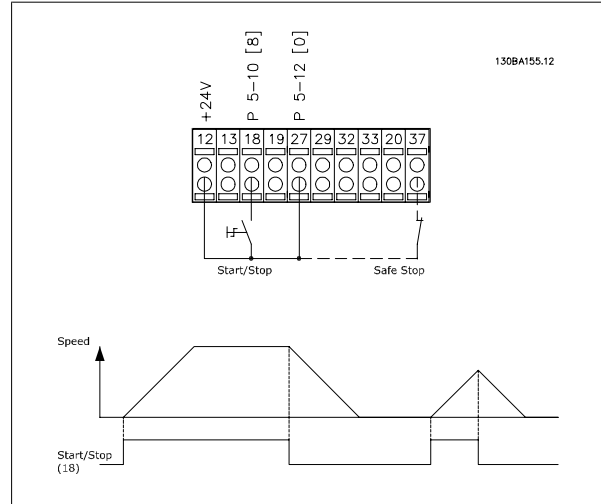 130BA155.12
+24V
P 5-10 [8]
P 5-12 [0]
12 13 18 19 27 29 32 33 20 37
Start/Stop
Safe Stop
Speed
Start/Stop
(18)